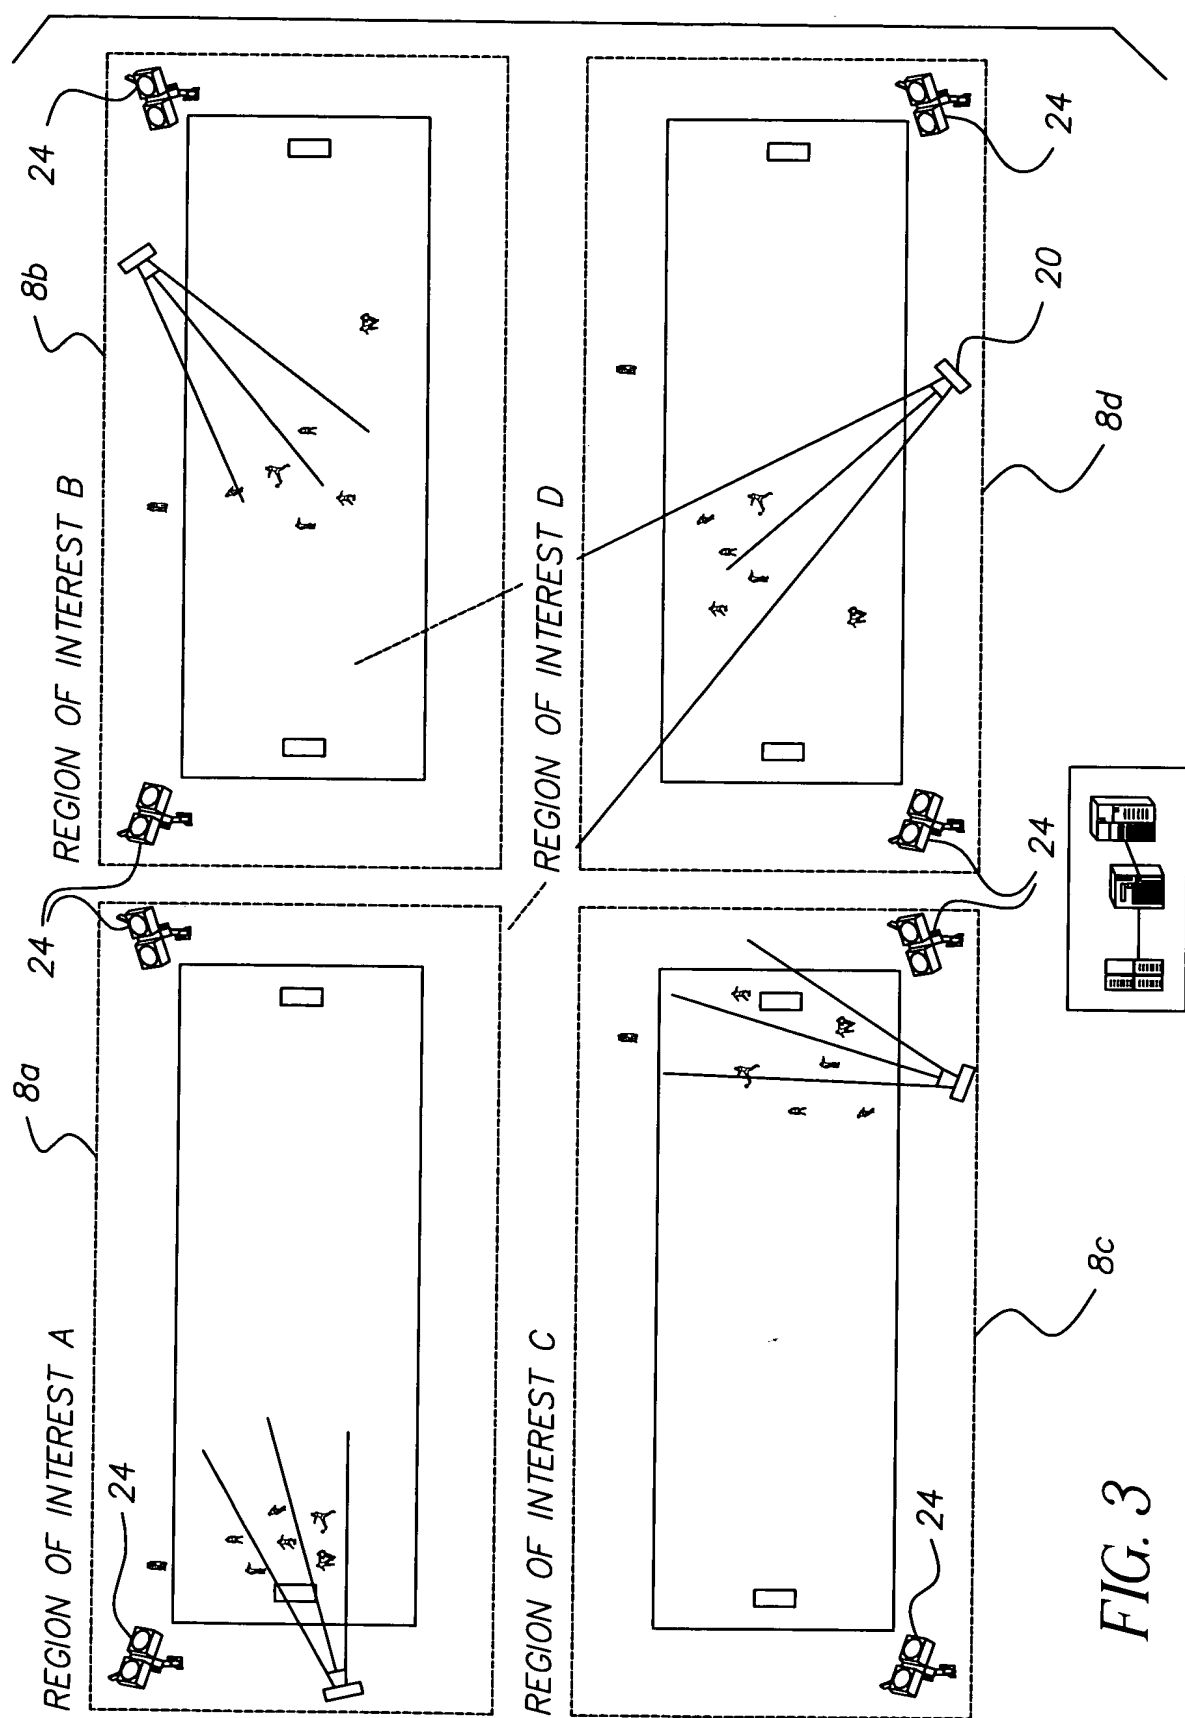 REGION OF INTEREST A
8a
24
24
REGION OF INTEREST B
8b
24
REGION OF INTEREST C
24
8c
24
REGION OF INTEREST D
20
24
8d
FIG. 3